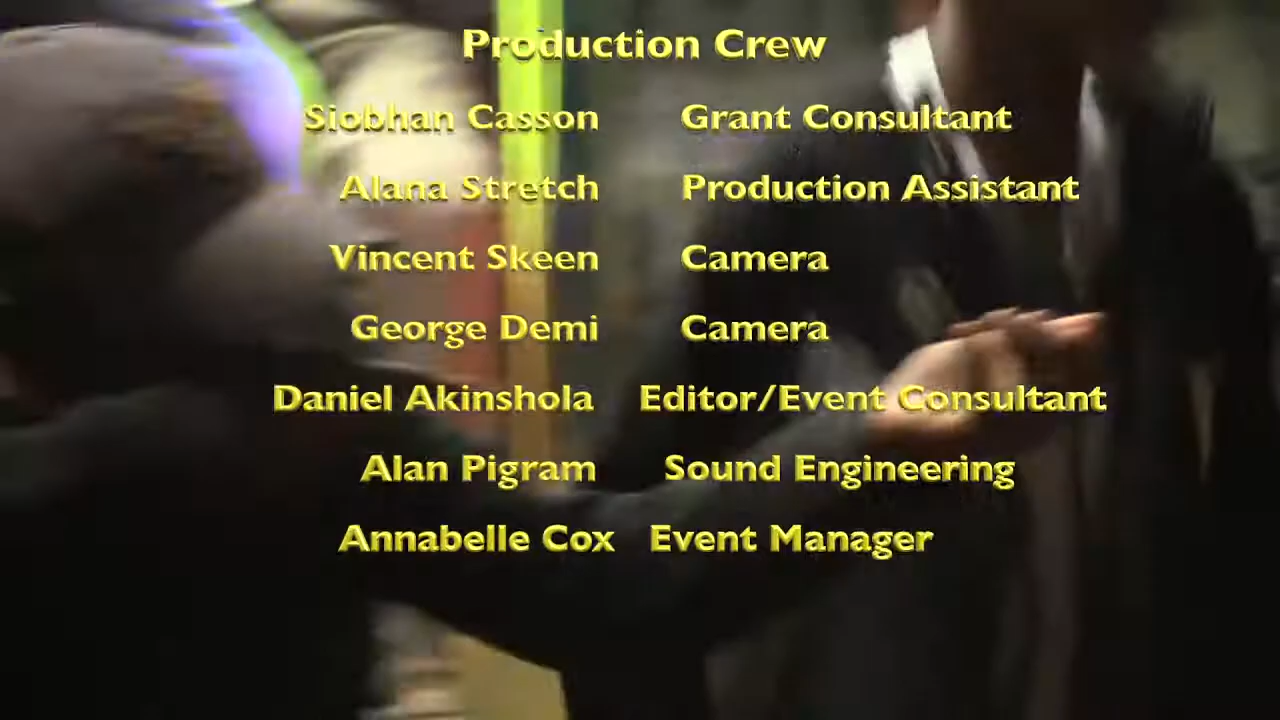 Production Crew
Siobhan Casson Grant Consultant
Alana Stretch Production Assistant
Vincent Skeen Camera
George Demi Camera
Daniel Akinshola Editor/Event Consultant
Alan Pigram Sound Engineering
Annabelle Cox Event Manager